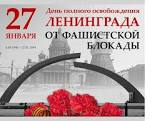 27
ЯНВАРЯ
День полного освобождения
ЛЕНИНГРАДА
ОТ ФАШИСТСКОЙ
БЛОКАДЫ